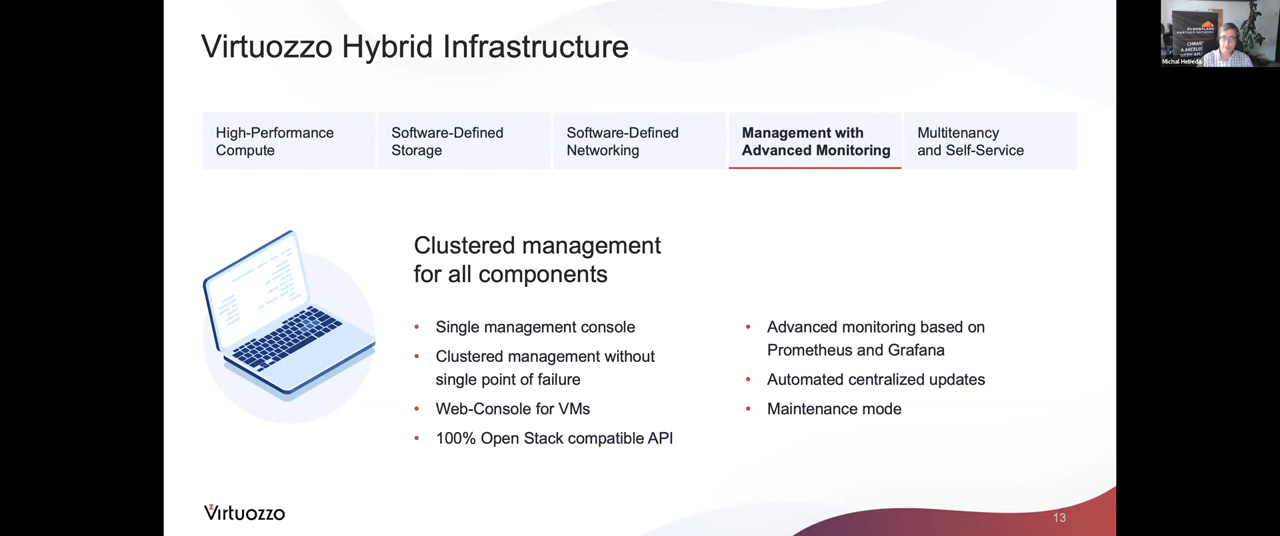 Virtuozzo Hybrid Infrastructure
High-Performance
Compute
Software-Defined
Storage
Software-Defined
Networking
Management with
Advanced Monitoring
Multitenancy
and Self-Service
Clustered management
for all components
• Single management console
• Clustered management without
single point of failure
• Web-Console for VMs
• 100% Open Stack compatible API
• Advanced monitoring based on
Prometheus and Grafana
• Automated centralized updates
• Maintenance mode
Virtuozzo
13
CLOUDFLARE
PARTNER NETWORK